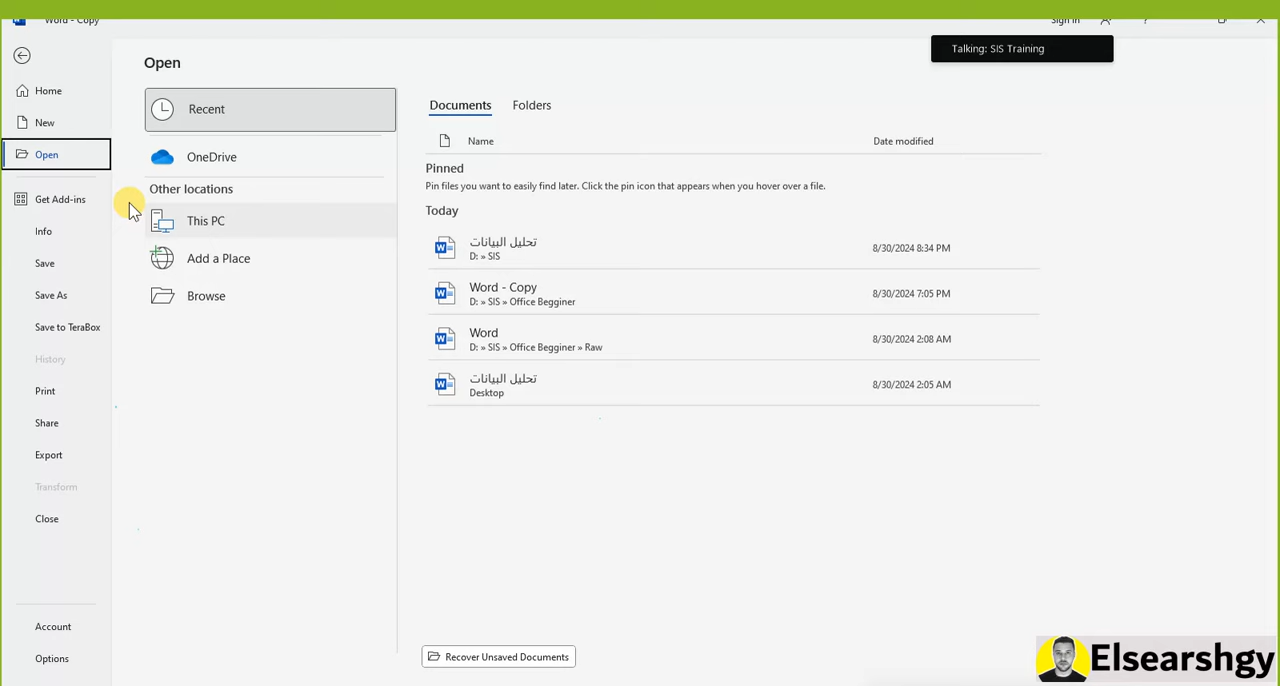 Word - Copy
Sign in
?
Talking: SIS Training
Home
New
Open
Get Add-ins
Info
Save
Save As
Save to TeraBox
History
Print
Share
Export
Transform
Close
Account
Options
Open
Recent
OneDrive
Other locations
This PC
Add a Place
Browse
Documents Folders
Name Date modified
Pinned
Pin files you want to easily find later. Click the pin icon that appears when you hover over a file.
Today
تحليل البيانات 8/30/2024 8:34 PM
D: » SIS
Word - Copy 8/30/2024 7:05 PM
D: » SIS » Office Begginer
Word 8/30/2024 2:08 AM
D: » SIS » Office Begginer » Raw
تحليل البيانات 8/30/2024 2:05 AM
Desktop
Recover Unsaved Documents
Elsearshgy